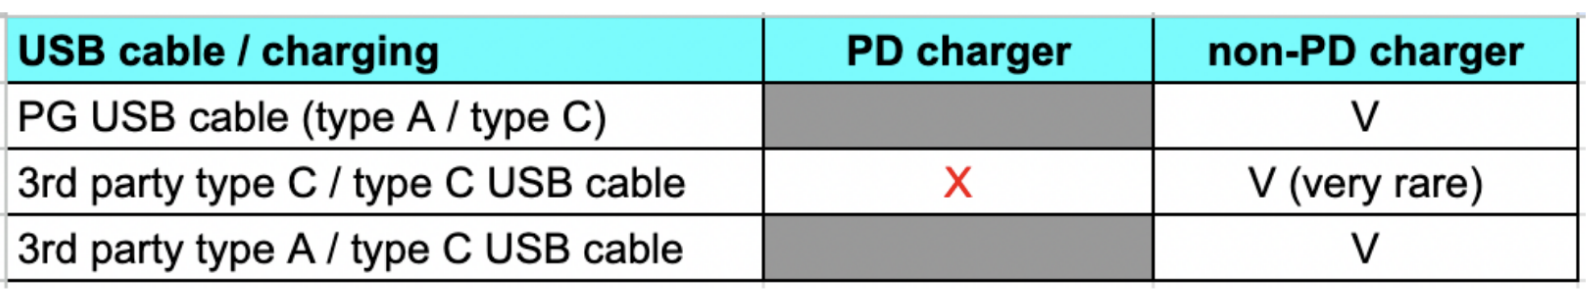 USB cable / charging PD charger non-PD charger
PG USB cable (type A / type C) V
3rd party type C / type C USB cable X V (very rare)
3rd party type A / type C USB cable V